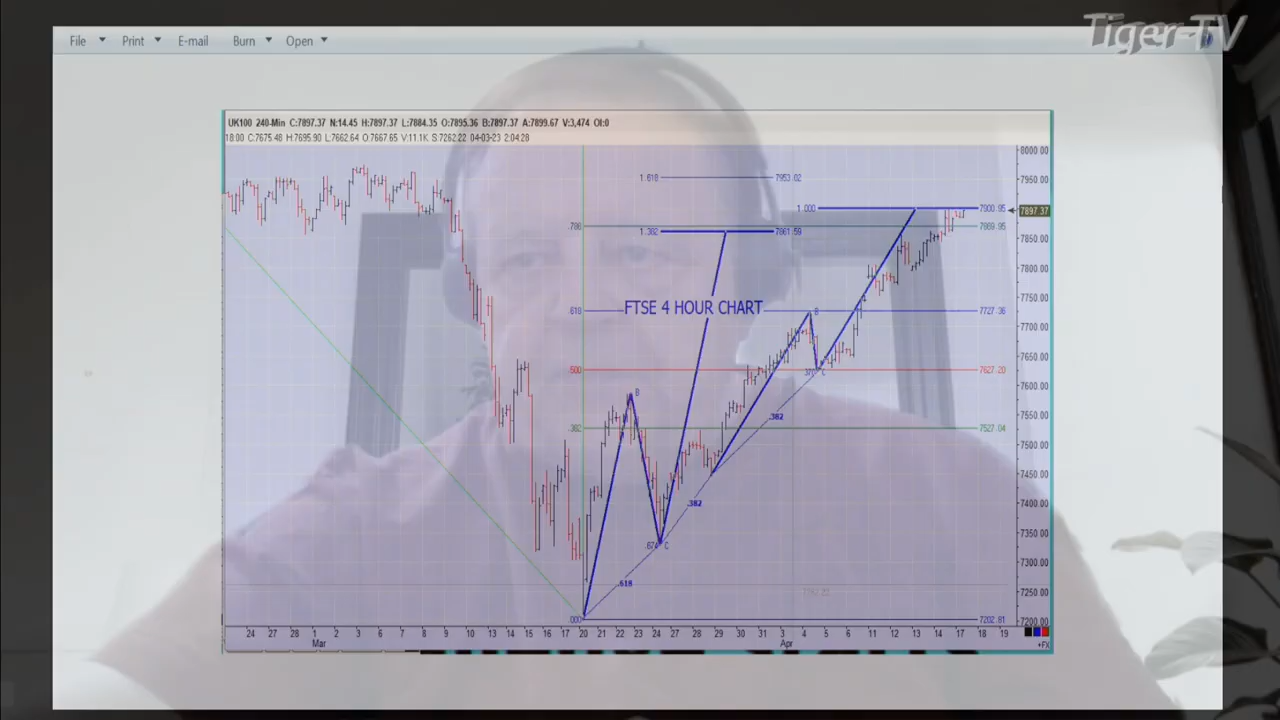 Tiger-TV
File Print E-mail Burn Open
UK100 240-Min C:7897.37 N:14.45 H:7897.37 L:7884.35 O:7895.36 B:7897.37 A:7899.67 V:3,474 OI:0
18:00 C:7675.48 H:7695.90 L:7662.64 O:7667.65 V:11.1K S:7262.22 04-03-23 2:04.28
8000.00
1.618 7953.02 7950.00
1.000 7900.95 7897.37
.786 7869.95
1.382 7861.59
7850.00
7800.00
7750.00
.618 FTSE 4 HOUR CHART B 7727.36
7700.00
7650.00
.500 C 7627.20
7600.00
B
7550.00
.382 .382 7527.04
7500.00
7450.00
.382 7400.00
7350.00
C
7300.00
.618
7250.00
.000 7202.81 7200.00
24 27 28 1 2 3 6 7 8 9 10 13 14 15 16 17 20 21 22 23 24 27 28 29 30 31 3 4 5 6 11 12 13 14 17 18 19
Mar Apr +FX